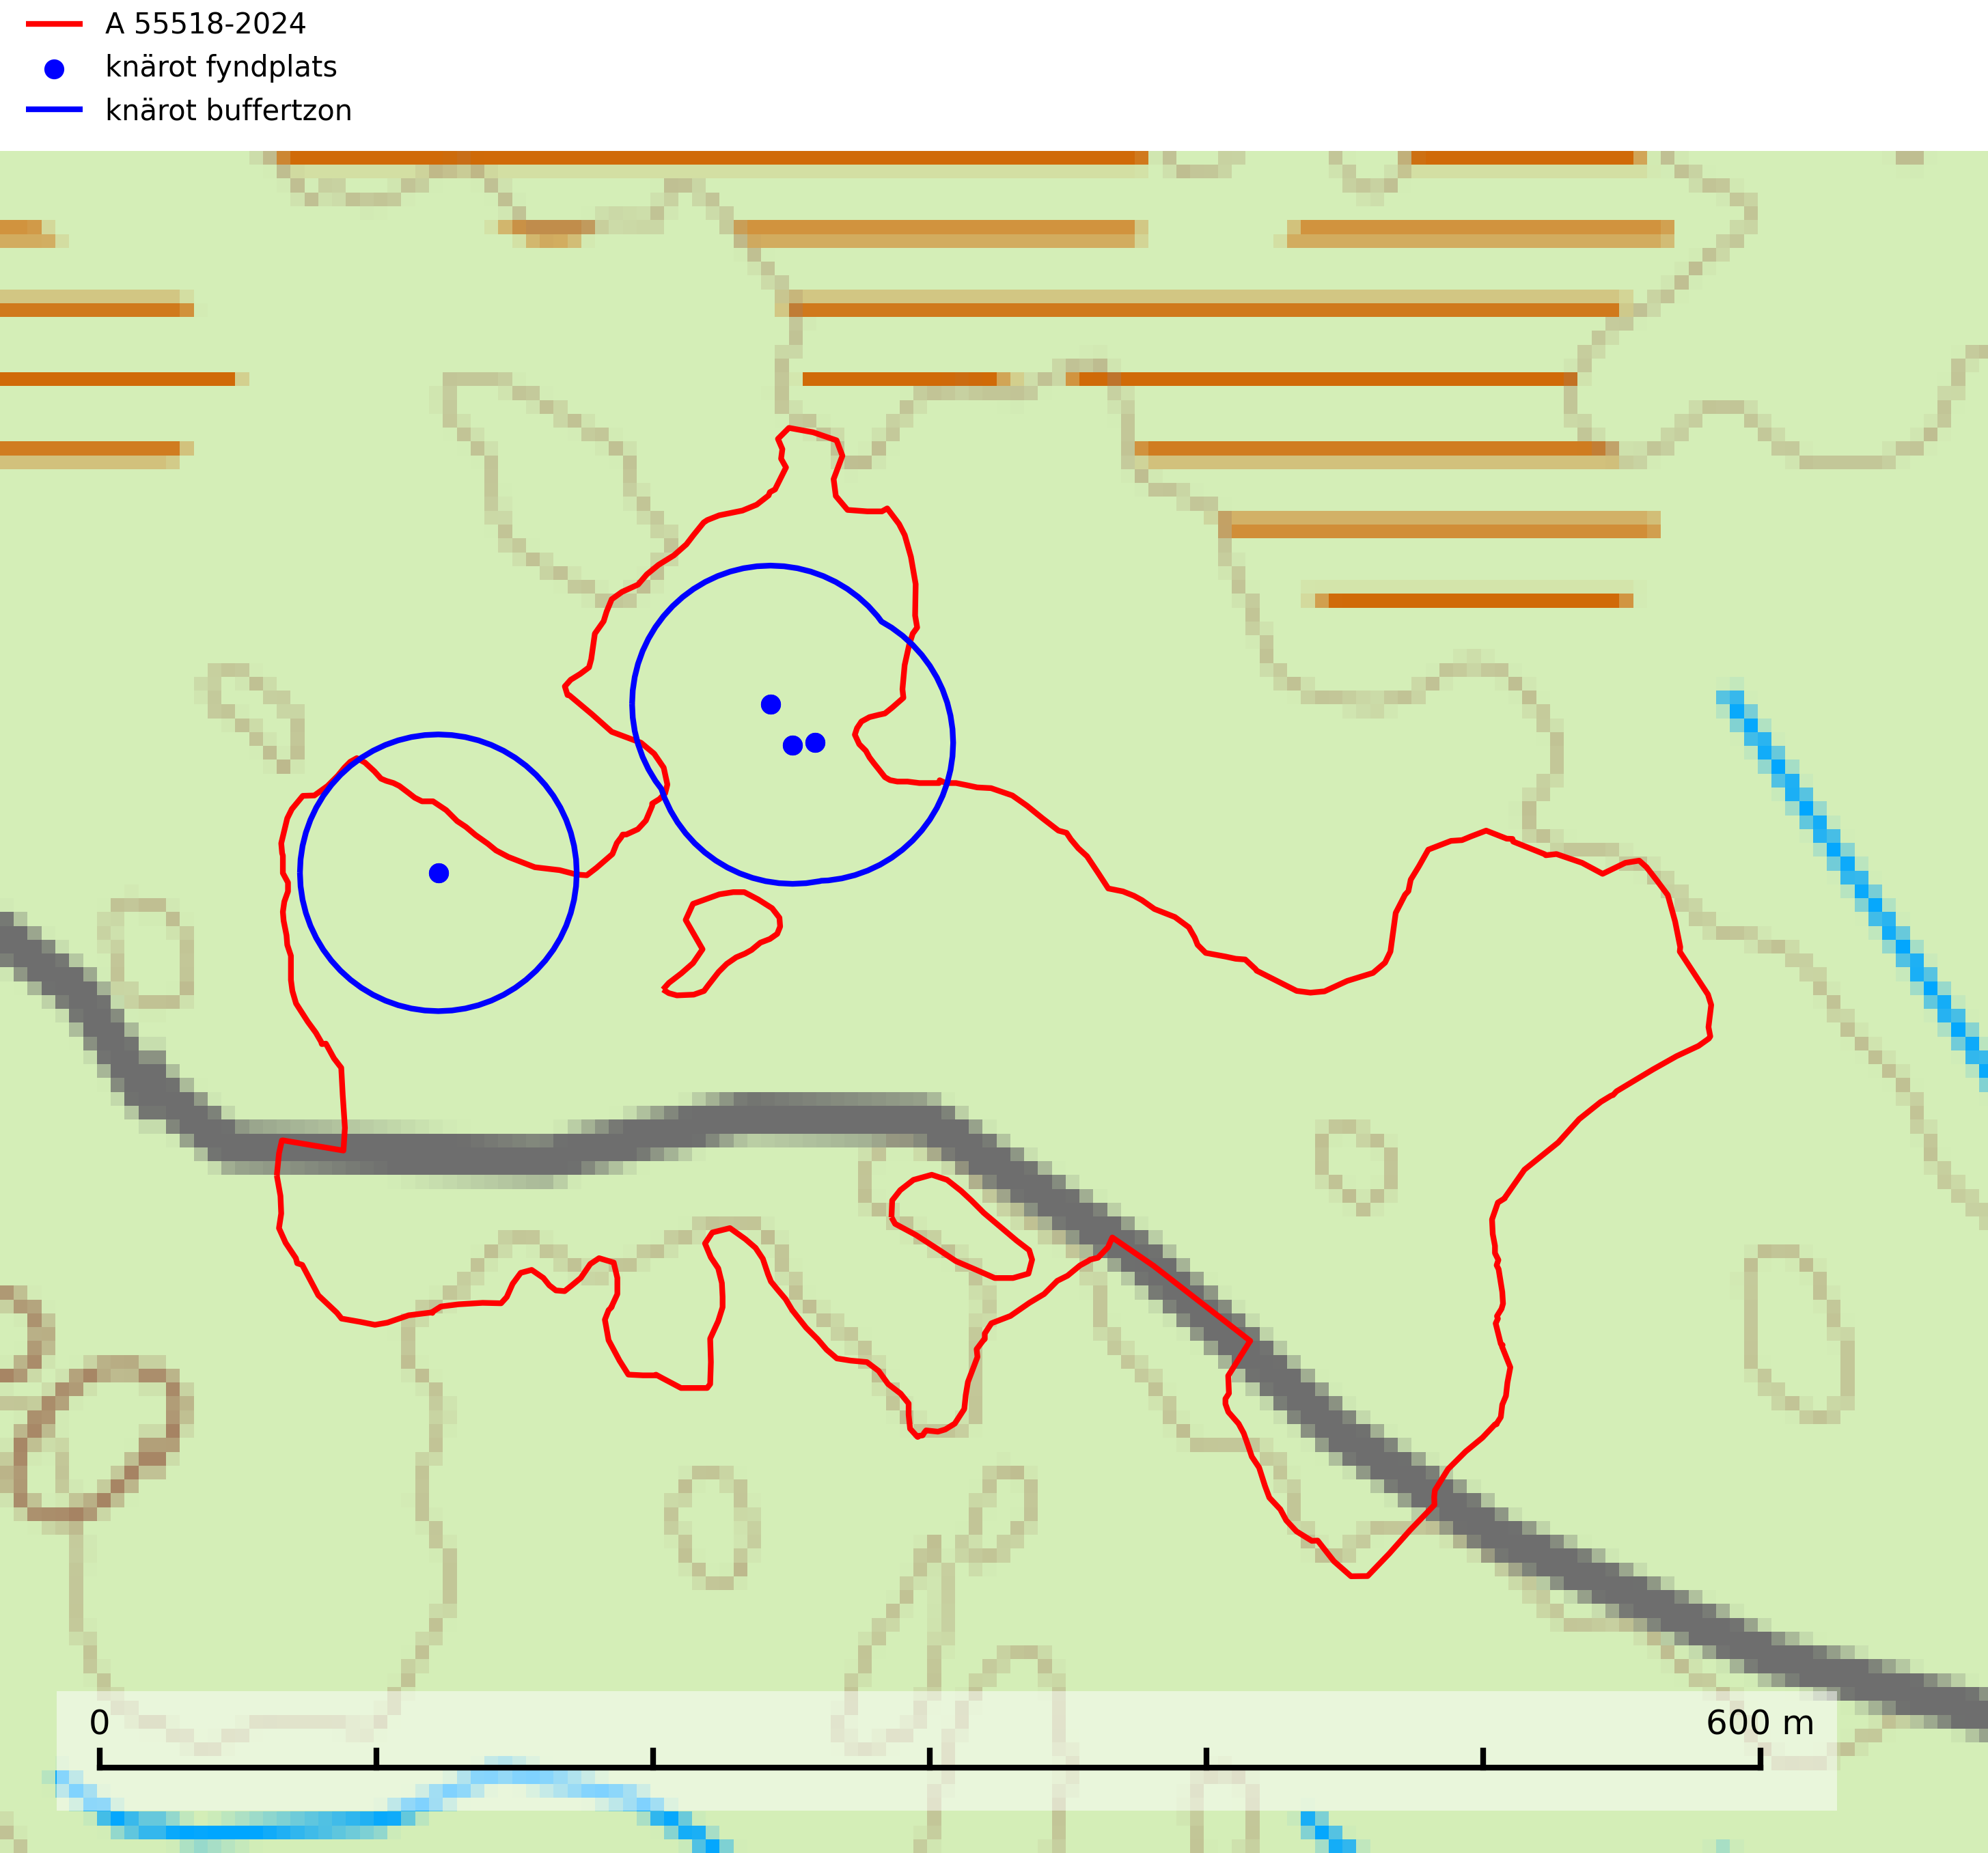 A 55518-2024
knärot fyndplats
knärot buffertzon
0
600 m